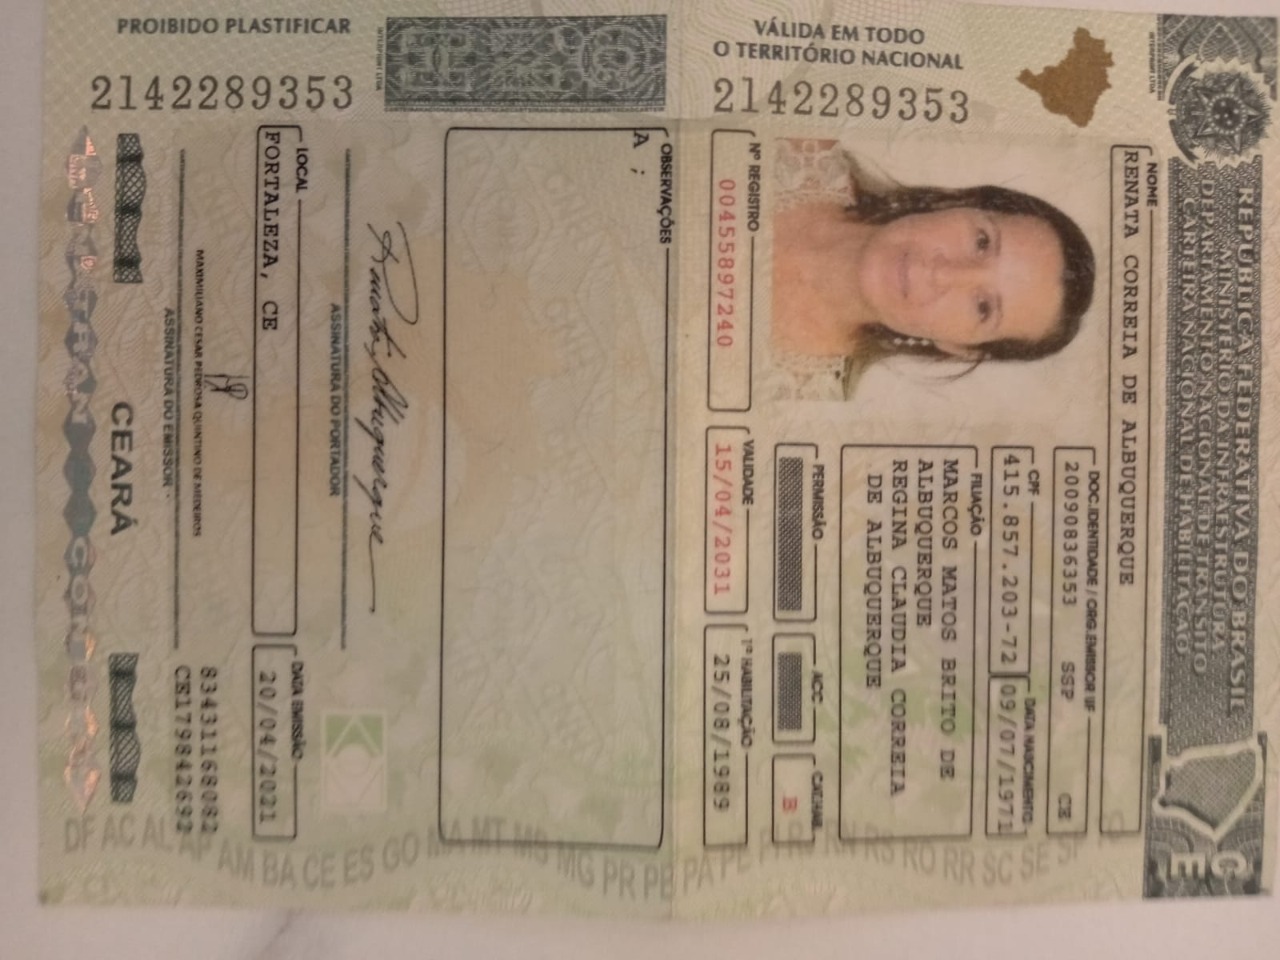 REPÚBLICA FEDERATIVA DO BRASIL
MINISTÉRIO DA INFRAESTRUTURA
DEPARTAMENTO NACIONAL DE TRÂNSITO
CARTEIRA NACIONAL DE HABILITAÇÃO
CE
VÁLIDA EM TODO
O TERRITÓRIO NACIONAL
2142289353
NOME
RENATA CORREIA DE ALBUQUERQUE
DOC. IDENTIDADE / ORG. EMISSOR UF
20090836353 SSP CE
CPF
415.857.203-72
DATA NASCIMENTO
09/07/1971
FILIAÇÃO
MARCOS MATOS BRITO DE
ALBUQUERQUE
REGINA CLAUDIA CORREIA
DE ALBUQUERQUE
PERMISSÃO
ACC
CAT. HAB.
B
Nº REGISTRO
00455897240
VALIDADE
15/04/2031
1ª HABILITAÇÃO
25/08/1989
PROIBIDO PLASTIFICAR
2142289353
OBSERVAÇÕES
A ;
ASSINATURA DO PORTADOR
LOCAL
FORTALEZA, CE
DATA EMISSÃO
20/04/2021
MAXIMILIANO CESAR PEDROSA QUINTINO DE MEDEIROS
ASSINATURA DO EMISSOR
83431168082
CE179842692
CEARÁ
DF AC AL AP AM BA CE ES GO MA MT MS MG PR PB PA PE PI RJ RN RS RO RR SC SE SP TO